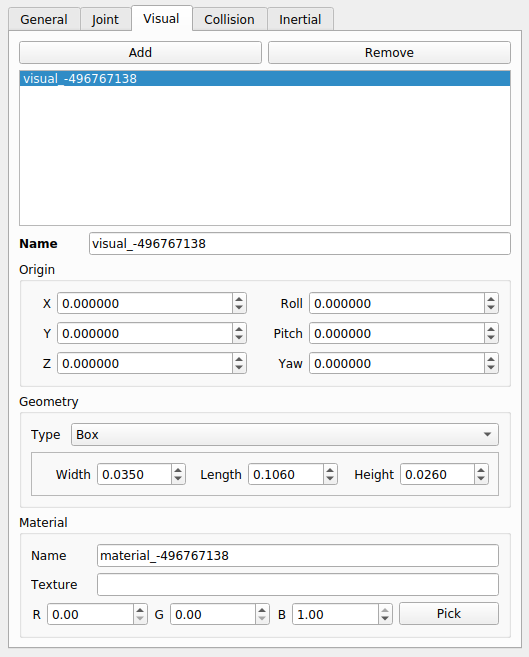 General Joint Visual Collision Inertial
Add Remove
visual_-496767138
Name visual_-496767138
Origin
X 0.000000 Roll 0.000000
Y 0.000000 Pitch 0.000000
Z 0.000000 Yaw 0.000000
Geometry
Type Box
Width 0.0350 Length 0.1060 Height 0.0260
Material
Name material_-496767138
Texture
R 0.00 G 0.00 B 1.00 Pick